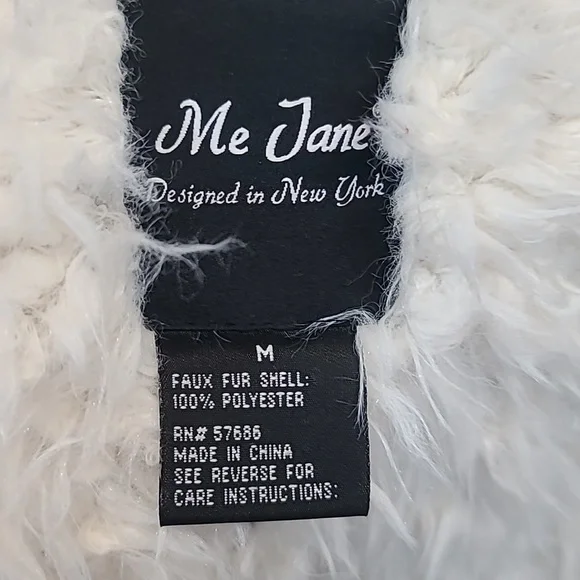 Me Jane
Designed in New York
M
FAUX FUR SHELL:
100% POLYESTER
RN# 57686
MADE IN CHINA
SEE REVERSE FOR
CARE INSTRUCTIONS: